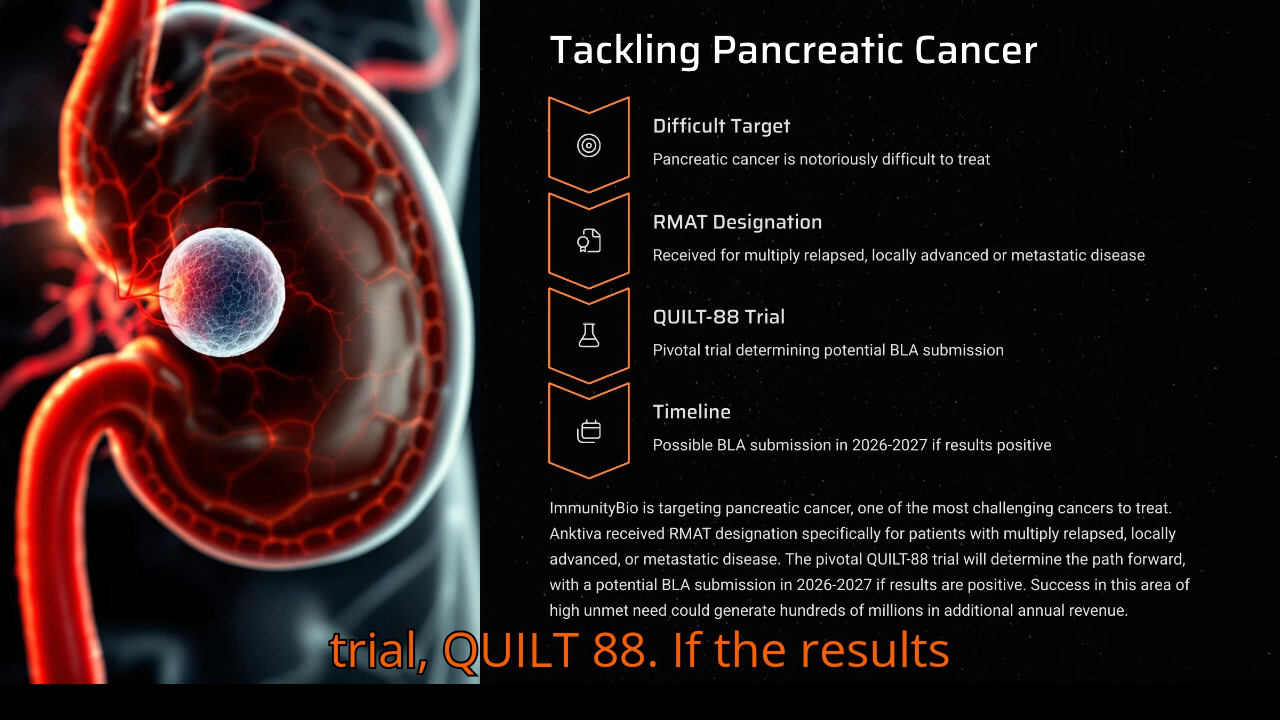 Tackling Pancreatic Cancer
Difficult Target
Pancreatic cancer is notoriously difficult to treat
RMAT Designation
Received for multiply relapsed, locally advanced or metastatic disease
QUILT-88 Trial
Pivotal trial determining potential BLA submission
Timeline
Possible BLA submission in 2026-2027 if results positive
ImmunityBio is targeting pancreatic cancer, one of the most challenging cancers to treat.
Anktiva received RMAT designation specifically for patients with multiply relapsed, locally
advanced, or metastatic disease. The pivotal QUILT-88 trial will determine the path forward,
with a potential BLA submission in 2026-2027 if results are positive. Success in this area of
high unmet need could generate hundreds of millions in additional annual revenue.
trial, QUILT 88. If the results